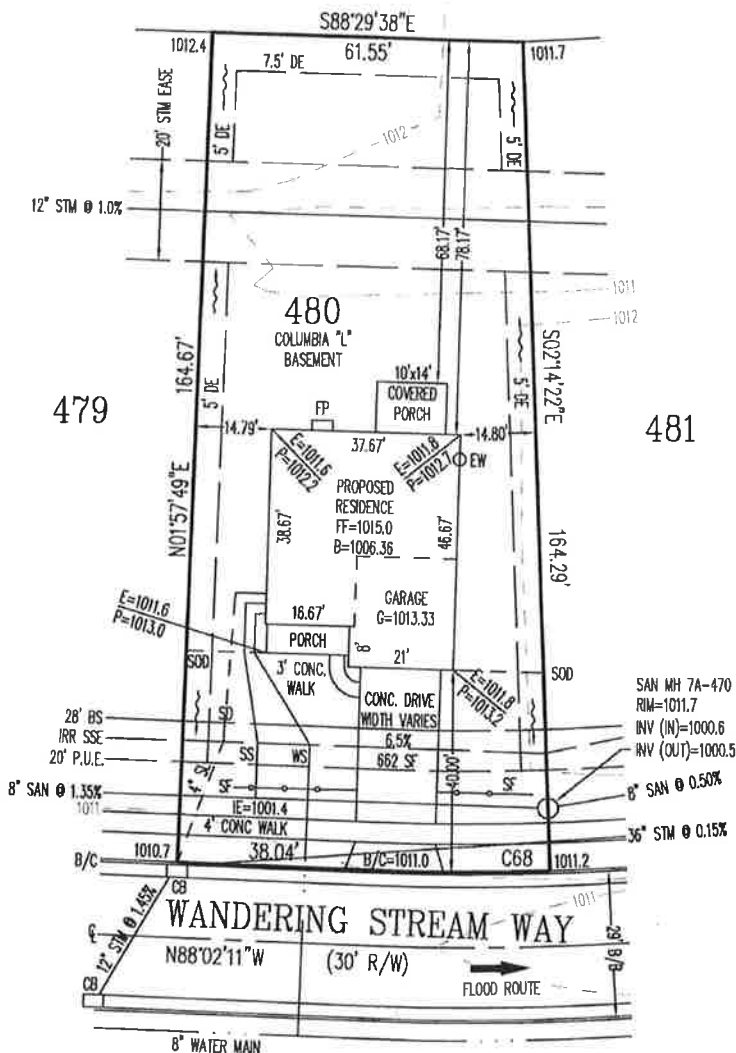 S88°29'38"E
1012.4
61.55'
1011.7
7.5' DE
20' STM EASE
5' DE
5' DE
1012
12" STM @ 1.0%
68.17'
78.17'
1011
1012
480
COLUMBIA "L"
BASEMENT
164.67'
5' DE
S02°14'22"E
5' DE
10'x14'
COVERED
PORCH
479
FP
481
14.79'
37.67'
14.80'
E=1011.6
P=1012.2
E=1011.8
P=1012.7
EW
PROPOSED
RESIDENCE
FF=1015.0
B=1006.36
N01°57'49"E
38.67'
46.67'
164.29'
GARAGE
G=1013.33
E=1011.6
P=1013.0
18.67'
PORCH
8'
21'
SOD
3' CONC.
WALK
SOD
E=1011.8
P=1013.2
CONC. DRIVE
WIDTH VARIES
6.5%
662 SF
SAN MH 7A-470
RIM=1011.7
INV (IN)=1000.6
INV (OUT)=1000.5
28' BS
SD
IRR SSE
SS
WS
20' P.U.E.
4" SD
40.00'
8" SAN @ 1.35%
SF
SF
8" SAN @ 0.50%
1011
IE=1001.4
4' CONC WALK
36" STM @ 0.15%
B/C
1010.7
38.04'
B/C=1011.0
C68
1011.2
CB
1011
WANDERING STREAM WAY
12" STM @ 1.45%
N88°02'11"W
(30' R/W)
29' B/B
FLOOD ROUTE
CB
8" WATER MAIN